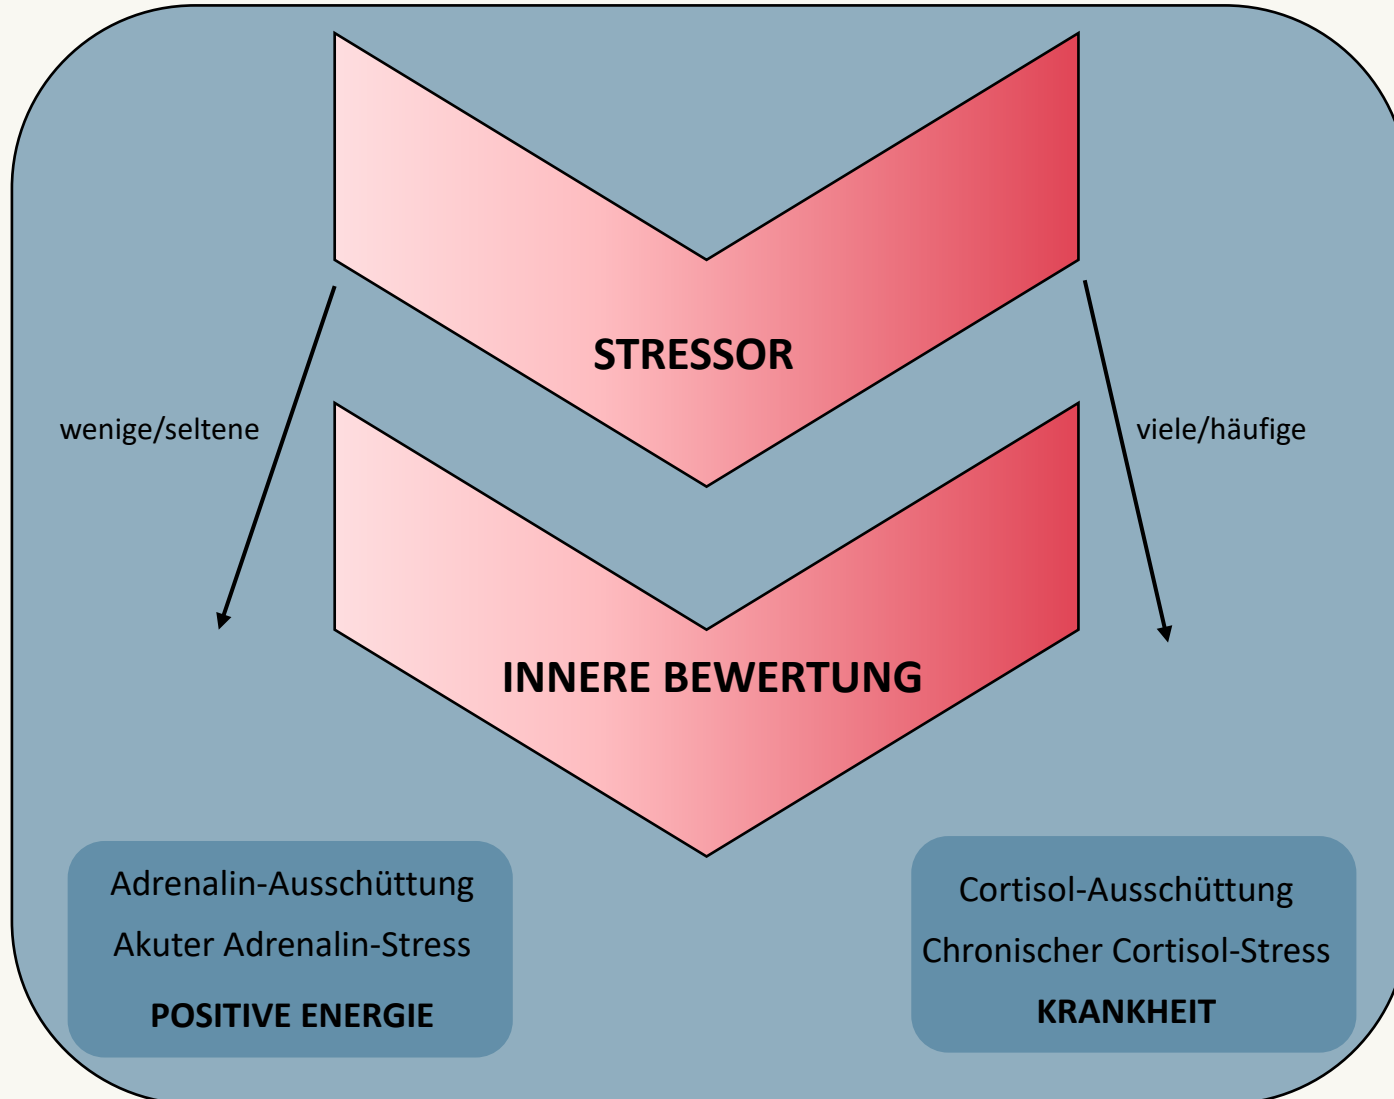 STRESSOR
wenige/seltene
viele/häufige
INNERE BEWERTUNG
Adrenalin-Ausschüttung
Akuter Adrenalin-Stress
POSITIVE ENERGIE
Cortisol-Ausschüttung
Chronischer Cortisol-Stress
KRANKHEIT